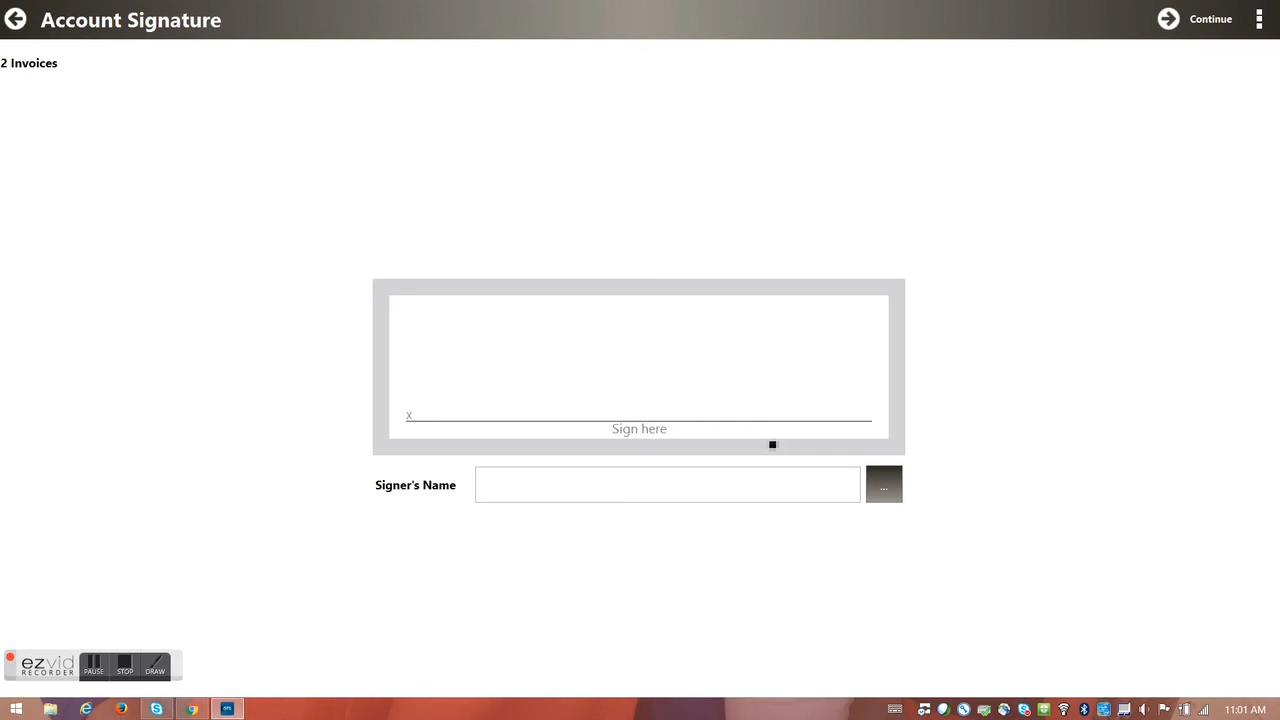 Account Signature
Continue
2 Invoices
x
Sign here
Signer's Name
...
ezvid
RECORDER
PAUSE
STOP
DRAW
11:01 AM